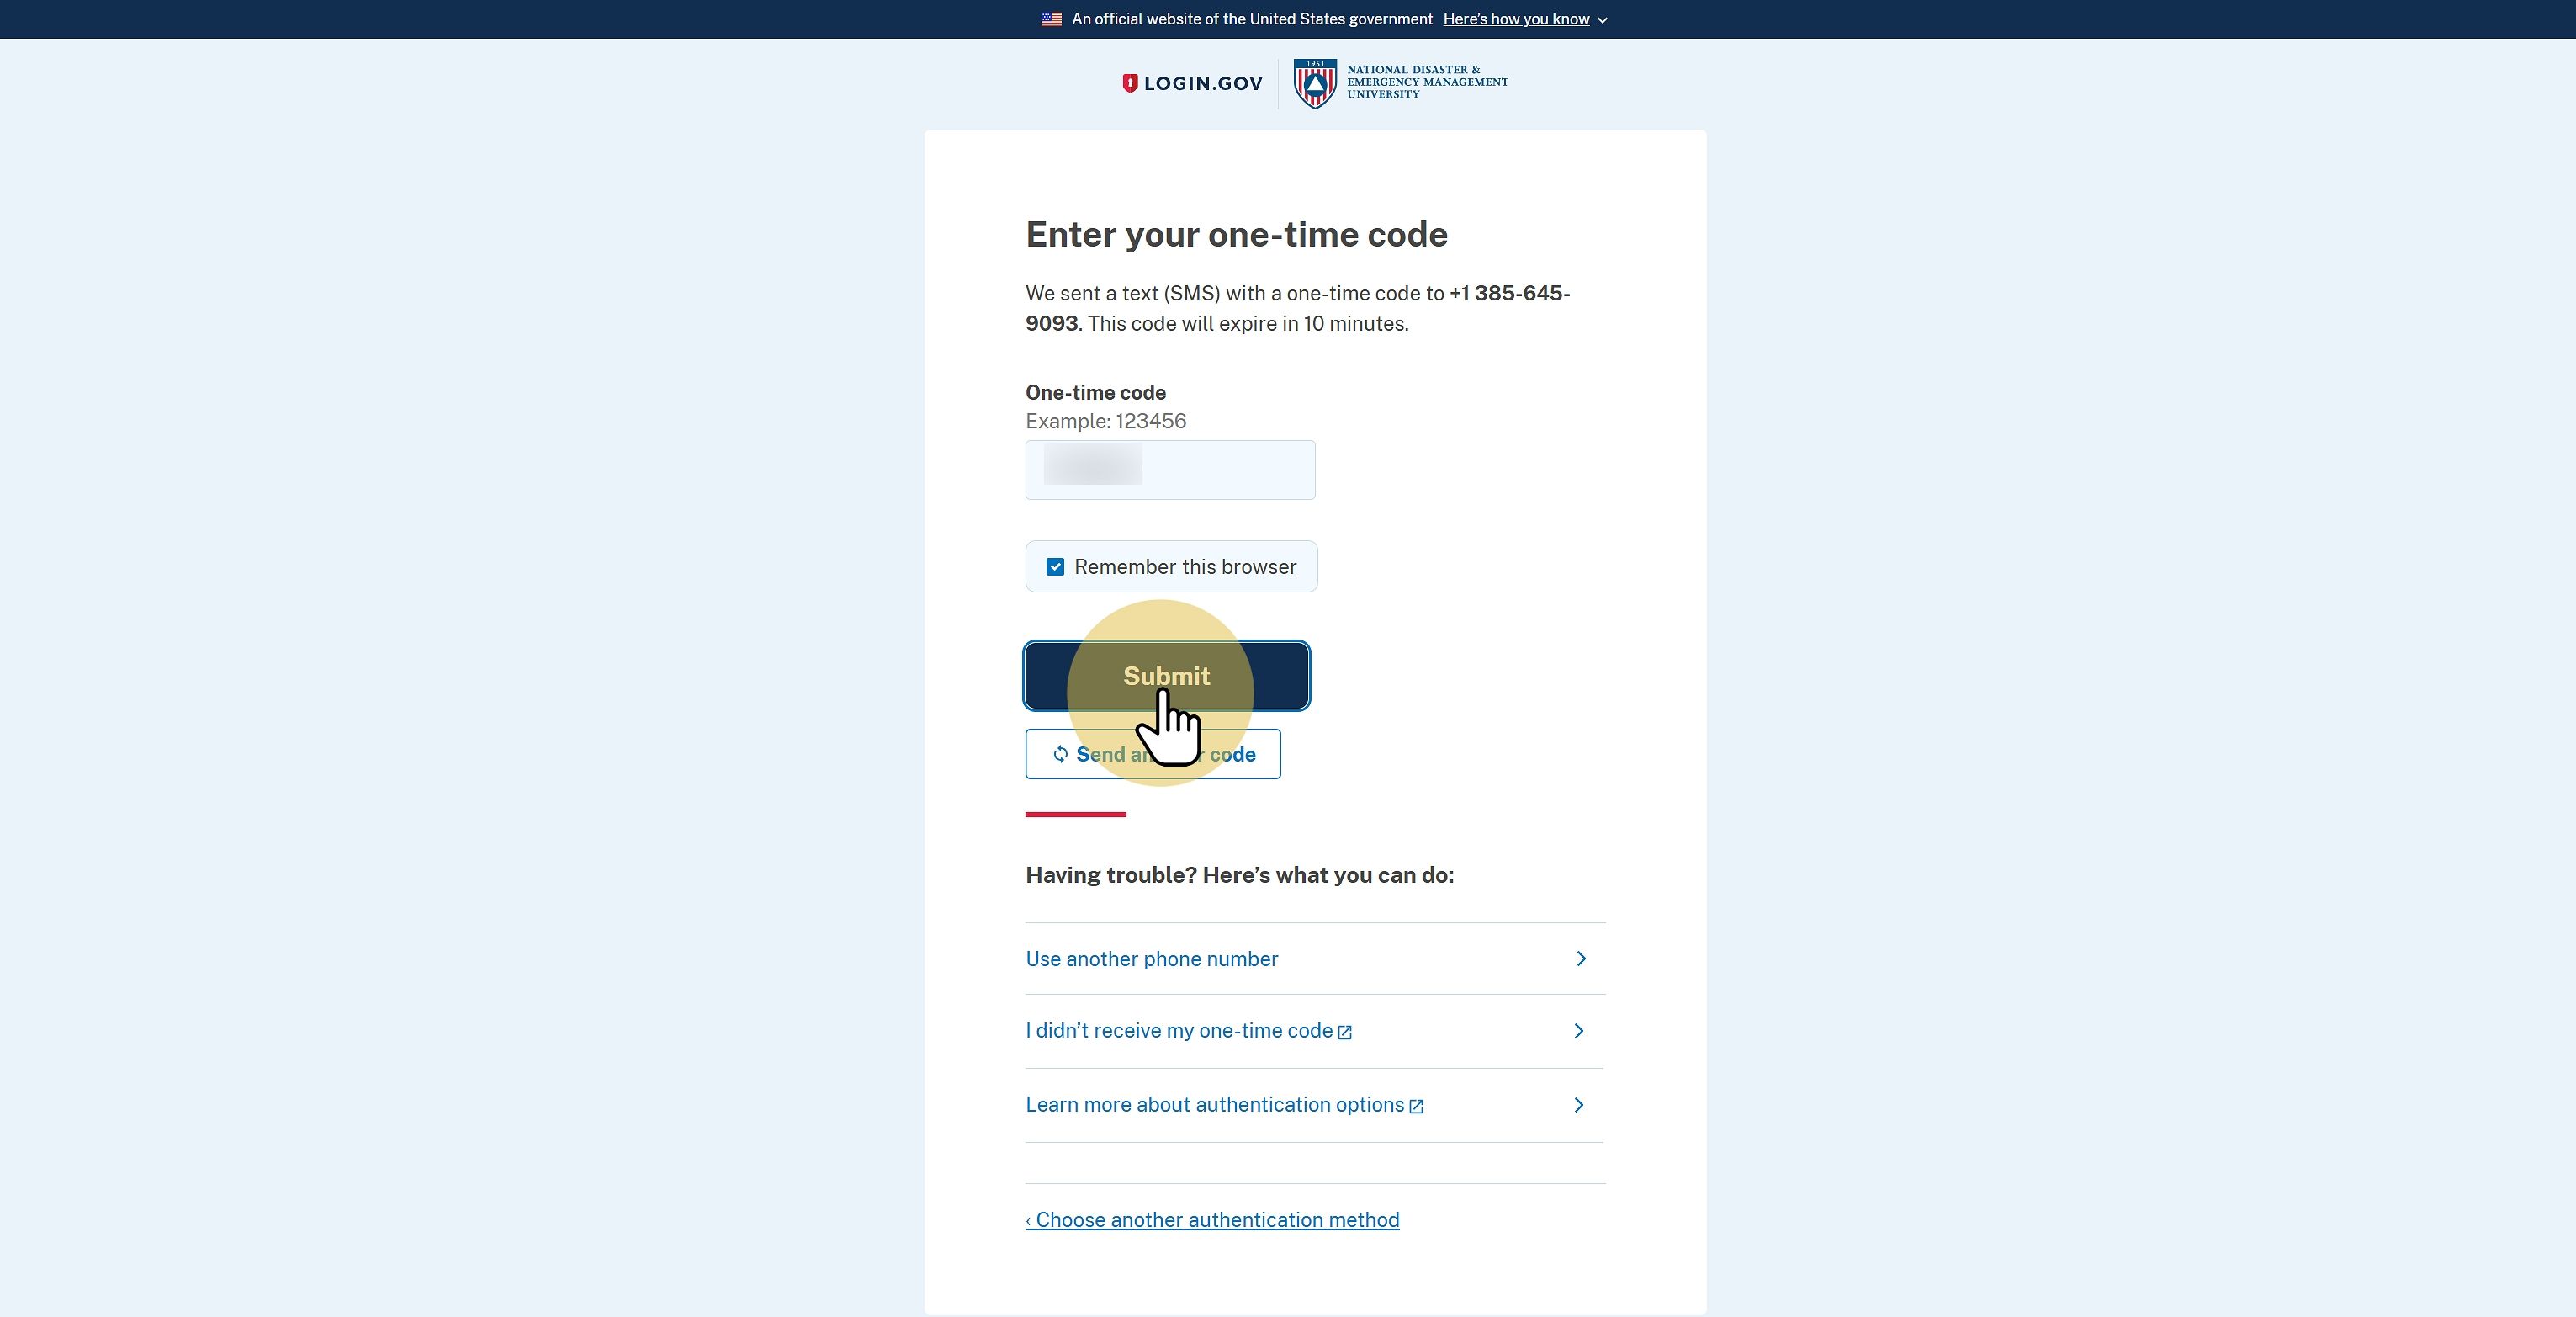 An official website of the United States government Here’s how you know
LOGIN.GOV
1951
NATIONAL DISASTER &
EMERGENCY MANAGEMENT
UNIVERSITY
Enter your one-time code
We sent a text (SMS) with a one-time code to +1 385-645-
9093. This code will expire in 10 minutes.
One-time code
Example: 123456
Remember this browser
Submit
Send an code
Having trouble? Here’s what you can do:
Use another phone number
I didn’t receive my one-time code
Learn more about authentication options
‹ Choose another authentication method